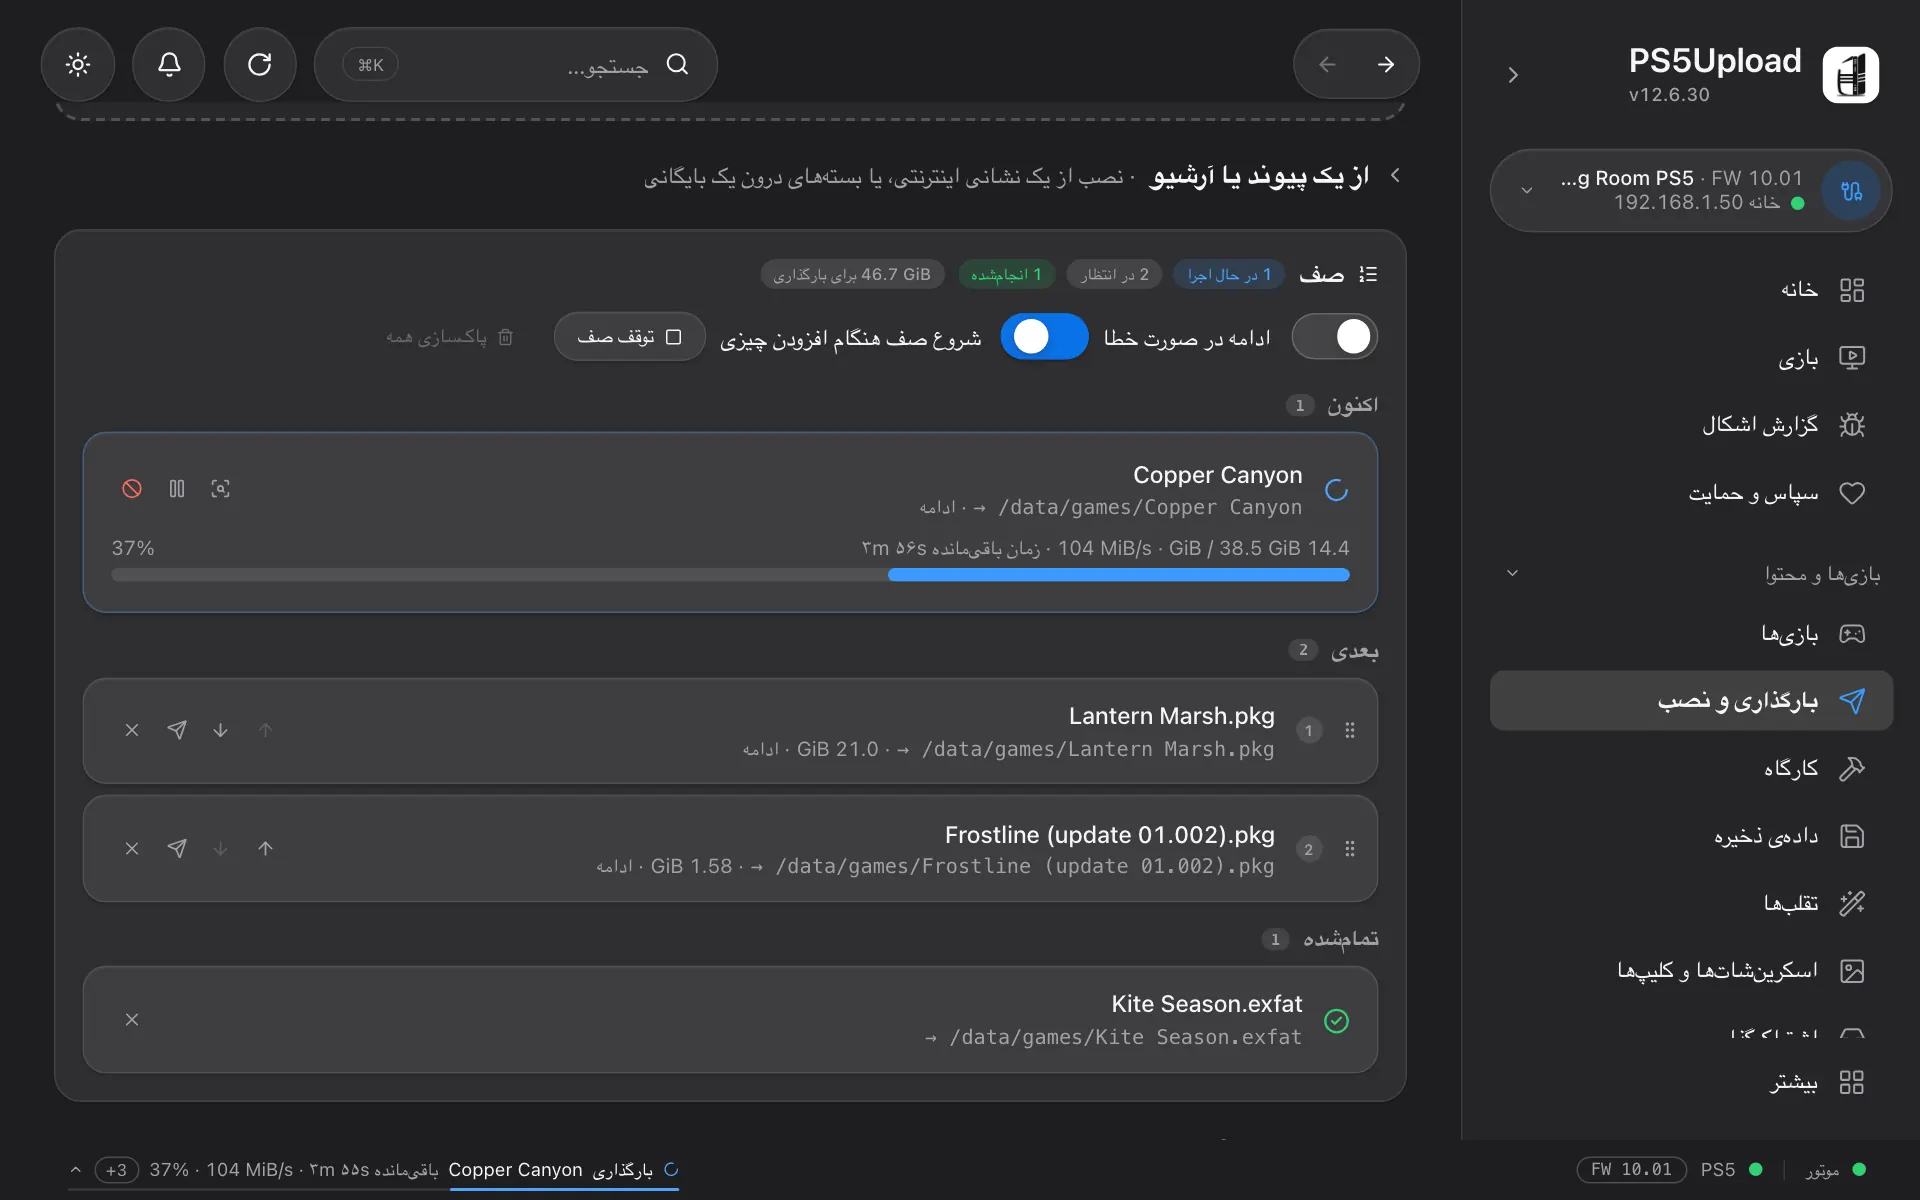 PS5Upload
v12.6.30
...g Room PS5 · FW 10.01
خانه 192.168.1.50
خانه
بازی
گزارش اشکال
سپاس و حمایت
بازی‌ها و محتوا
بازی‌ها
بارگذاری و نصب
کارگاه
داده‌ی ذخیره
تقلب‌ها
اسکرین‌شات‌ها و کلیپ‌ها
بیشتر
جستجو...
⌘K
از یک پیوند یا آرشیو · نصب از یک نشانی اینترنتی، یا بسته‌های درون یک بایگانی
صف 1 در حال اجرا 2 در انتظار 1 انجام‌شده 46.7 GiB برای بارگذاری
ادامه در صورت خطا شروع صف هنگام افزودن چیزی توقف صف پاکسازی همه
اکنون 1
Copper Canyon
→ /data/games/Copper Canyon · ادامه
14.4 GiB / 38.5 GiB · 104 MiB/s · زمان باقی‌مانده ۳m ۵۶s
37%
بعدی 2
1 Lantern Marsh.pkg
→ /data/games/Lantern Marsh.pkg · 21.0 GiB · ادامه
2 Frostline (update 01.002).pkg
→ /data/games/Frostline (update 01.002).pkg · 1.58 GiB · ادامه
تمام‌شده 1
Kite Season.exfat
→ /data/games/Kite Season.exfat
موتور PS5 FW 10.01
بارگذاری Copper Canyon باقی‌مانده ۳m ۵۵s · 104 MiB/s · 37% +3